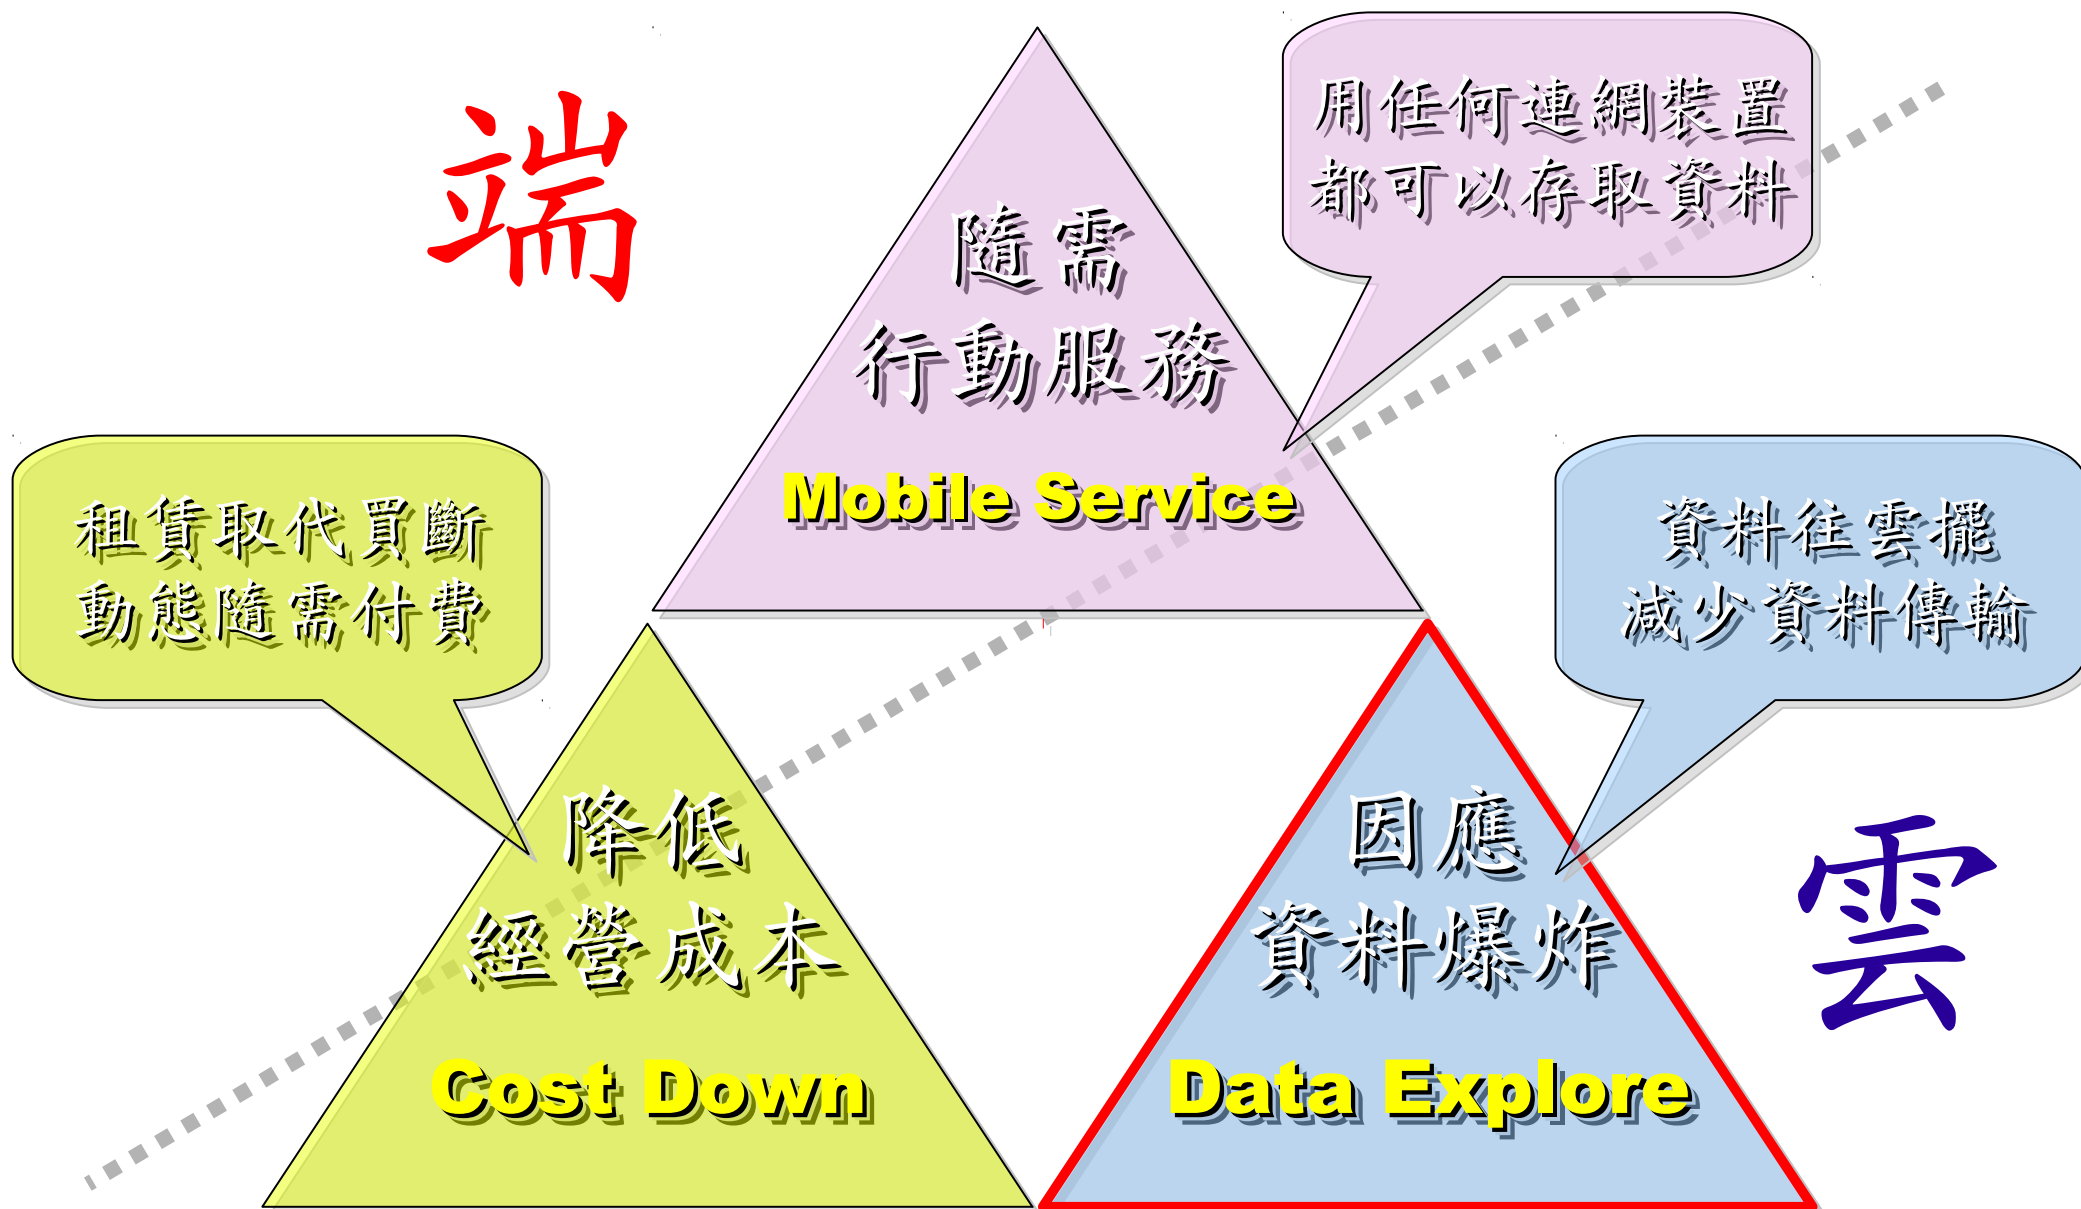 端
用任何連網裝置
都可以存取資料
隨需
行動服務
Mobile Service
租賃取代買斷
動態隨需付費
資料往雲擺
減少資料傳輸
降低
經營成本
Cost Down
因應
資料爆炸
Data Explore
雲